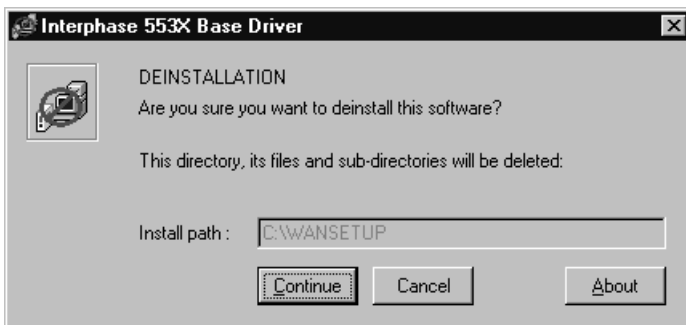 Interphase 553X Base Driver
DEINSTALLATION
Are you sure you want to deinstall this software?
This directory, its files and sub-directories will be deleted:
Install path : C:\WANSETUP
Continue Cancel About